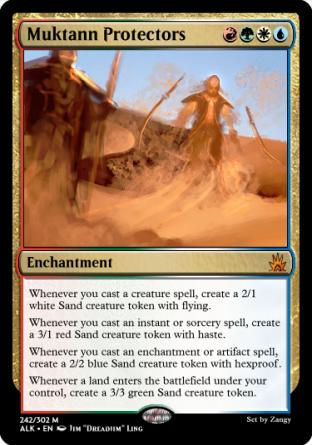 Muktann Protectors
Enchantment
Whenever you cast a creature spell, create a 2/1
white Sand creature token with flying.
Whenever you cast an instant or sorcery spell, create
a 3/1 red Sand creature token with haste.
Whenever you cast an enchantment or artifact spell,
create a 2/2 blue Sand creature token with hexproof.
Whenever a land enters the battlefield under your
control, create a 3/3 green Sand creature token.
242/302 M
ALK • EN Jim "Dreadjim" Ling
Set by Zangy